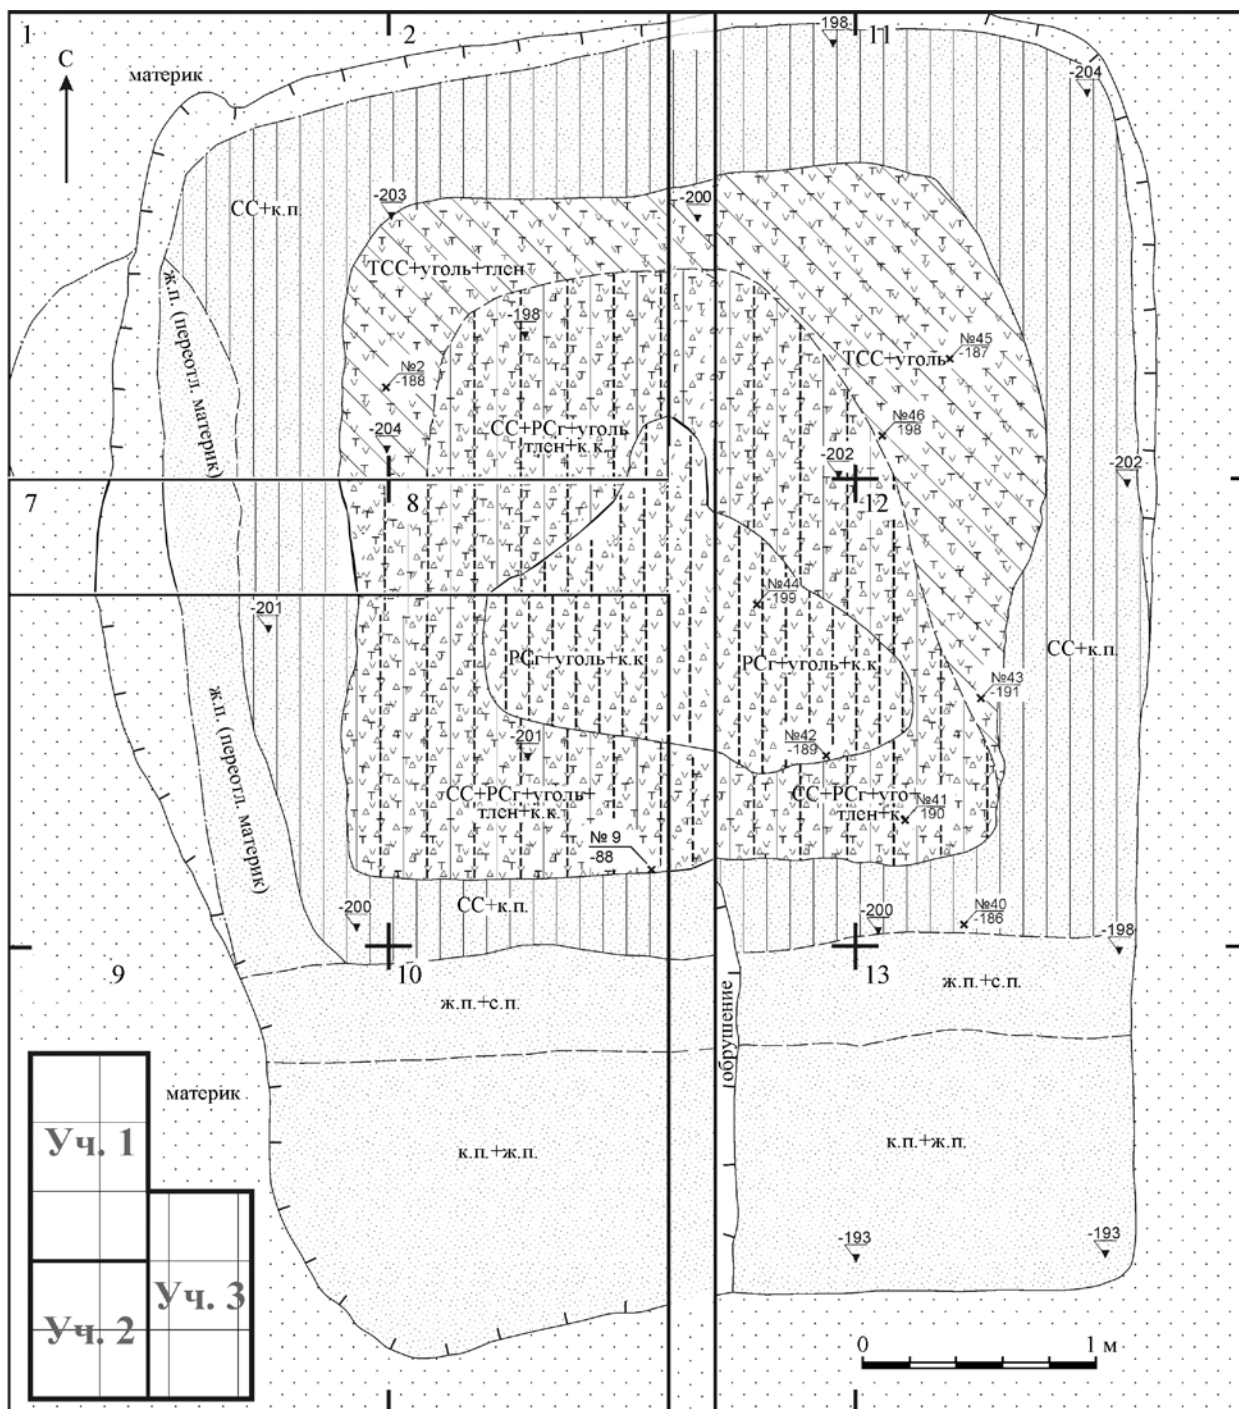 1
2
-198
11
С
материк
-204
-203
-200
СС+к.п.
ТСС+уголь+тлен
ж.п. (переотл. материк)
-198
№2
-188
№45
-187
ТСС+уголь
№46
-198
СС+РСг+уголь
тлен+к.к.
-204
-202
-202
7
8
12
№44
-199
-201
СС+к.п.
РСг+уголь+к.к
РСг+уголь+к.к
№43
-191
ж.п. (переотл. материк)
№42
-189
-201
СС+РСг+уголь+
тлен+к.к.
СС+РСг+уго+
тлен+к
№41
-190
№ 9
-88
СС+к.п.
-200
-200
№40
-186
-198
9
10
13
ж.п.+с.п.
ж.п.+с.п.
обрушение
материк
Уч. 1
к.п.+ж.п.
к.п.+ж.п.
-193
-193
Уч. 3
Уч. 2
0
1 м